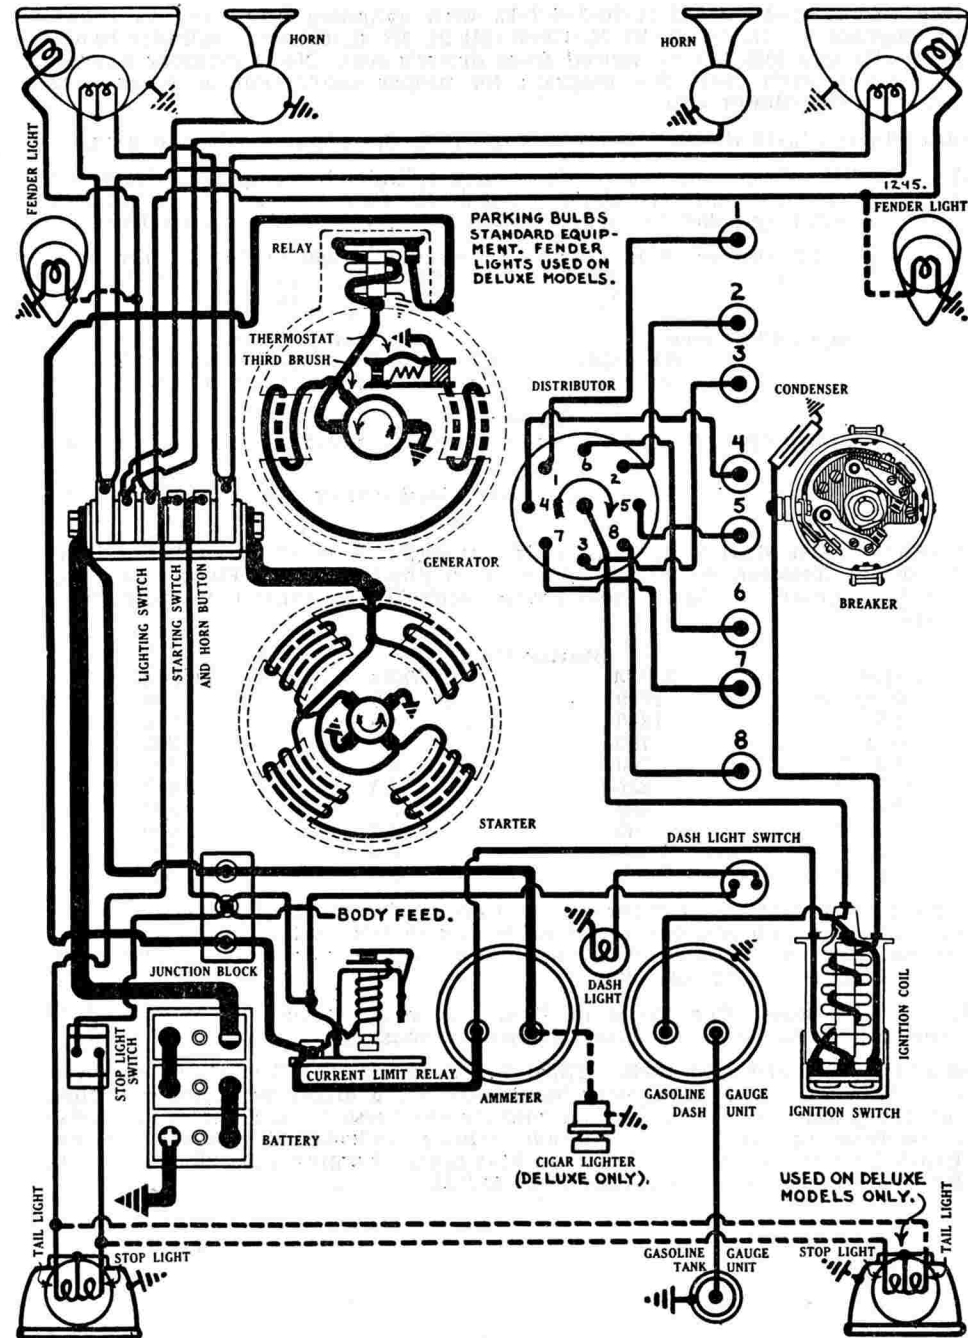 HORN
HORN
FENDER LIGHT
1245.
FENDER LIGHT
PARKING BULBS
STANDARD EQUIP-
MENT. FENDER
LIGHTS USED ON
DELUXE MODELS.
RELAY
THERMOSTAT
THIRD BRUSH
1
2
3
4
5
6
7
8
DISTRIBUTOR
1
6
2
4
5
7
3
8
CONDENSER
BREAKER
GENERATOR
LIGHTING SWITCH
STARTING SWITCH
AND HORN BUTTON
STARTER
DASH LIGHT SWITCH
BODY FEED.
JUNCTION BLOCK
DASH
LIGHT
IGNITION COIL
STOP LIGHT
SWITCH
CURRENT LIMIT RELAY
AMMETER
GASOLINE GAUGE
DASH UNIT
IGNITION SWITCH
BATTERY
CIGAR LIGHTER
(DELUXE ONLY).
USED ON DELUXE
MODELS ONLY.
TAIL LIGHT
STOP LIGHT
GASOLINE GAUGE
TANK UNIT
STOP LIGHT
TAIL LIGHT